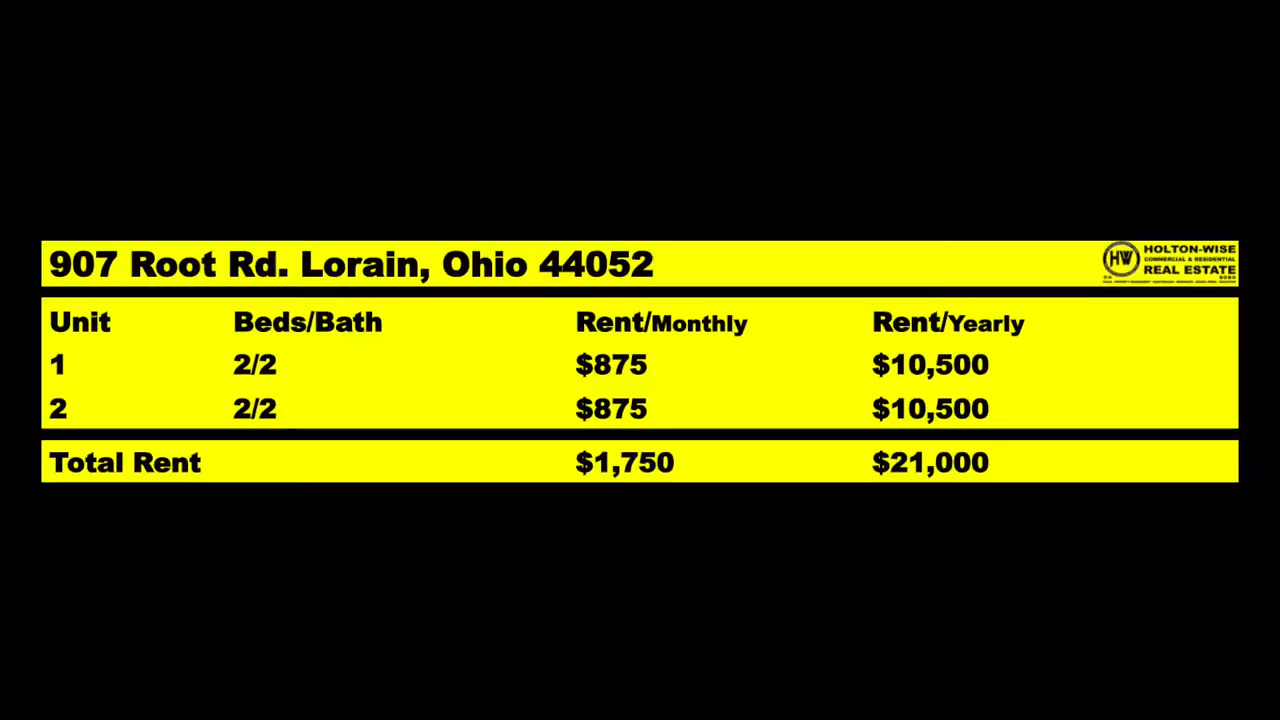 907 Root Rd. Lorain, Ohio 44052
HW
HOLTON-WISE
COMMERCIAL & RESIDENTIAL
REAL ESTATE
Unit Beds/Bath Rent/Monthly Rent/Yearly
1 2/2 $875 $10,500
2 2/2 $875 $10,500
Total Rent $1,750 $21,000